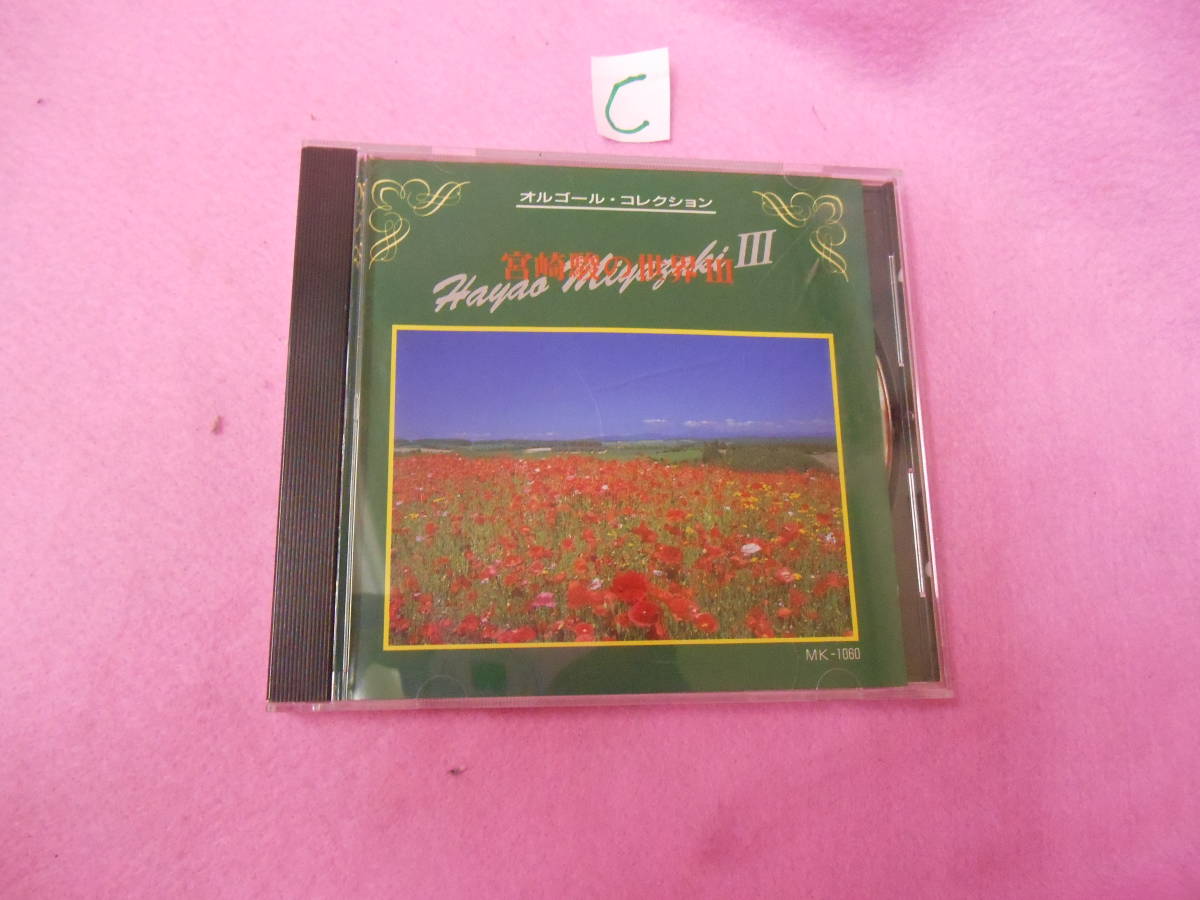 C
オルゴール・コレクション
宮崎駿の世界III
Hayao Miyazaki III
MK-1060